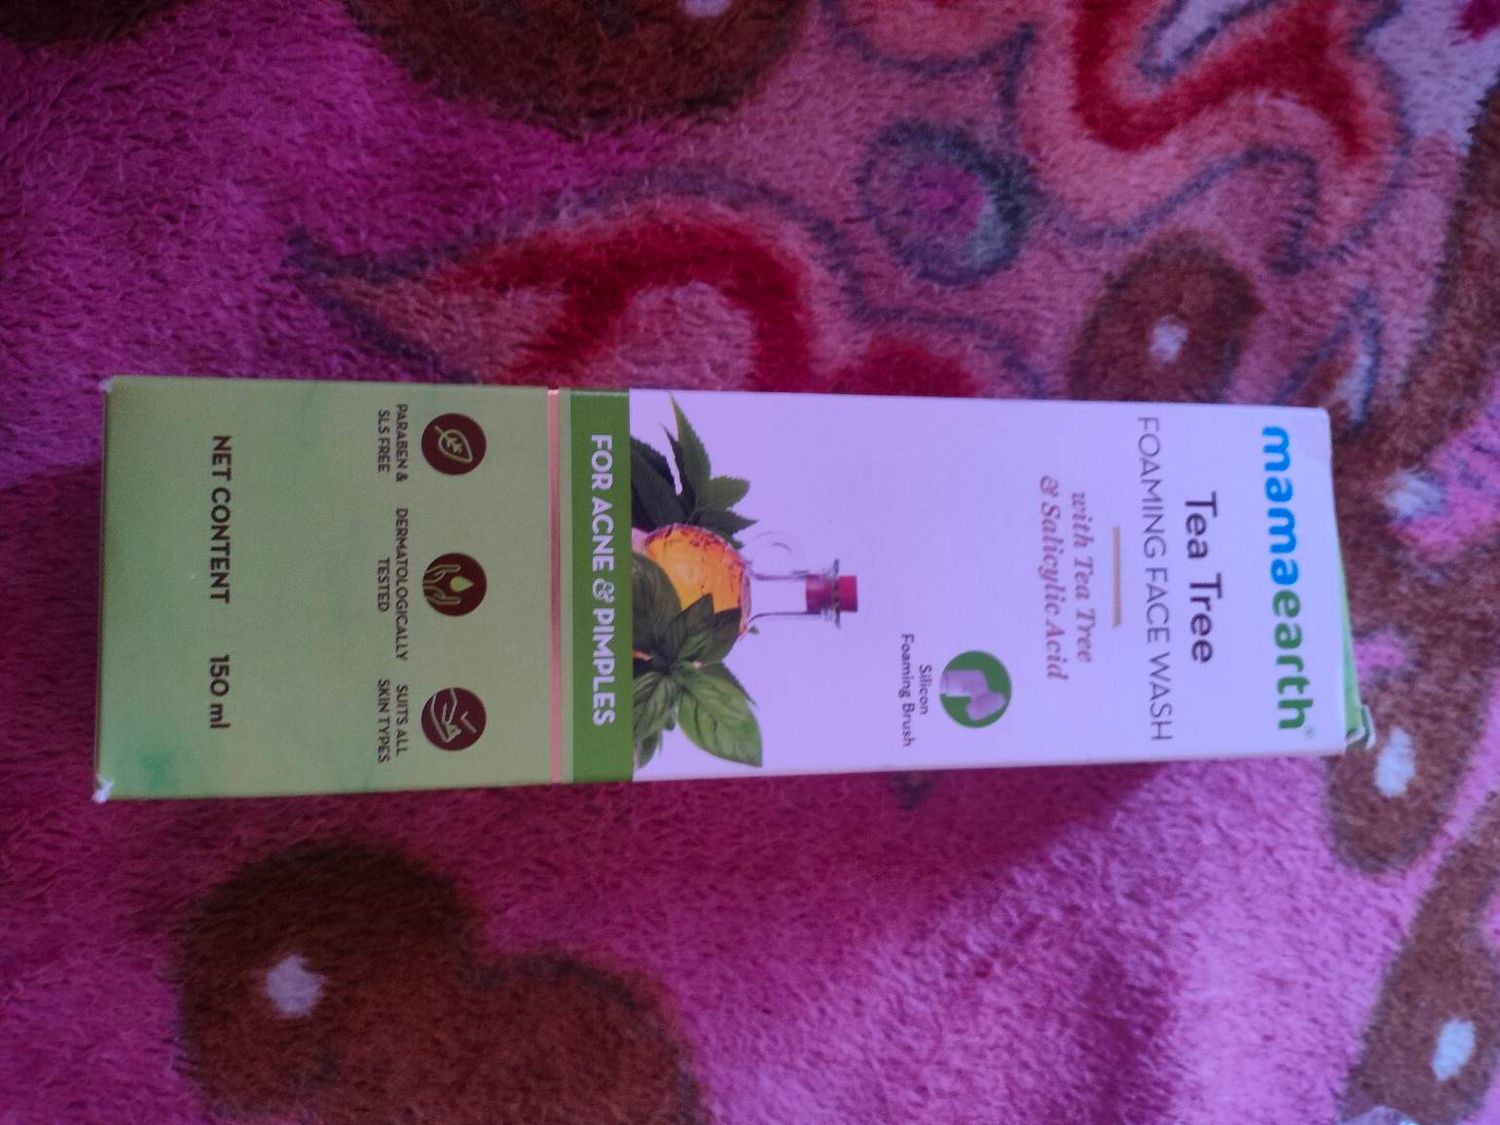 mamaearth®
Tea Tree
FOAMING FACE WASH
with Tea Tree
& Salicylic Acid
Silicon
Foaming Brush
FOR ACNE & PIMPLES
PARABEN &
SLS FREE
DERMATOLOGICALLY
TESTED
SUITS ALL
SKIN TYPES
NET CONTENT 150 ml